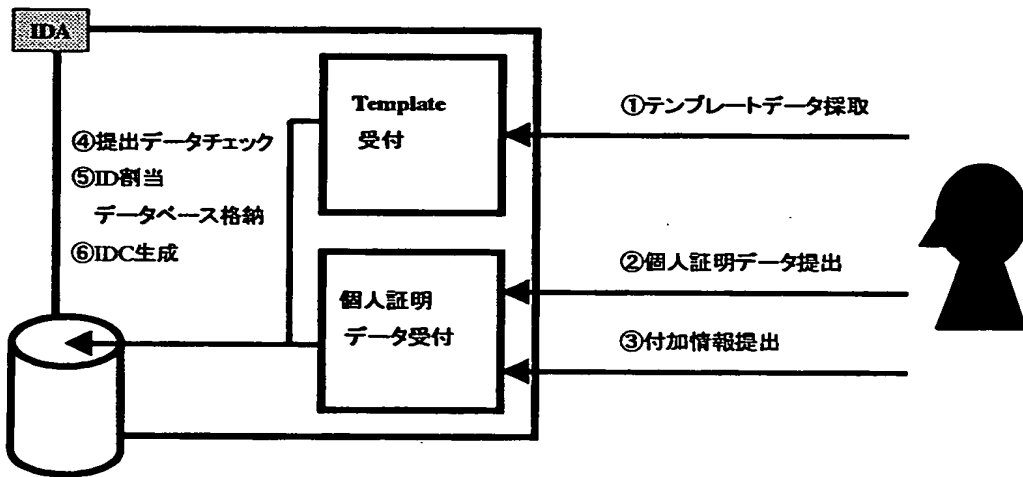 IDA
Template
受付
①テンプレートデータ採取
④提出データチェック
⑤ID割当
データベース格納
⑥IDC生成
②個人証明データ提出
個人証明
データ受付
③付加情報提出